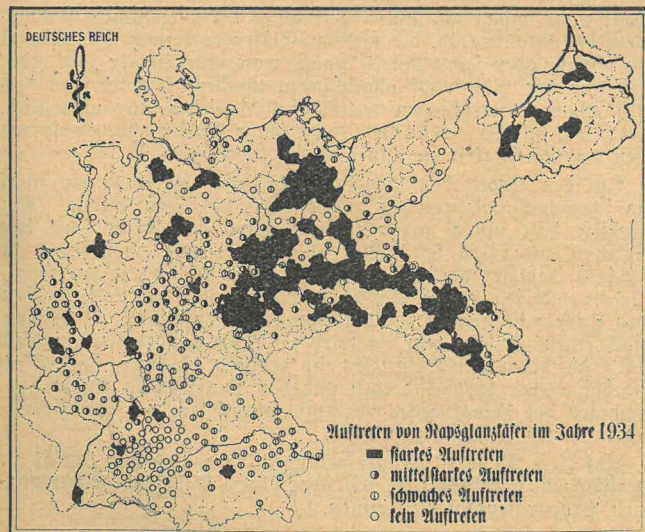 DEUTSCHES REICH
B
R
A
Auftreten von Rapsglanzkäfer im Jahre 1934
starkes Auftreten
mittelstarkes Auftreten
schwaches Auftreten
kein Auftreten